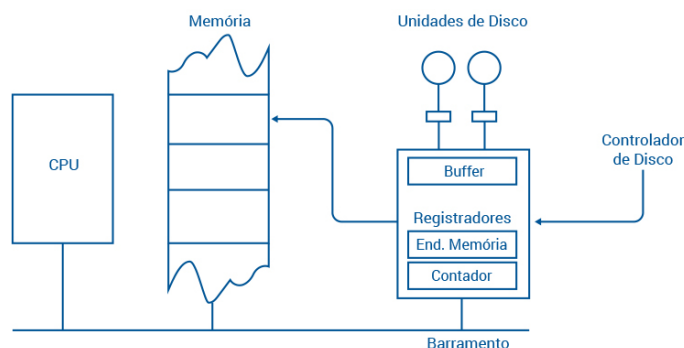 Memória
Unidades de Disco
CPU
Controlador
de Disco
Buffer
Registradores
End. Memória
Contador
Barramento